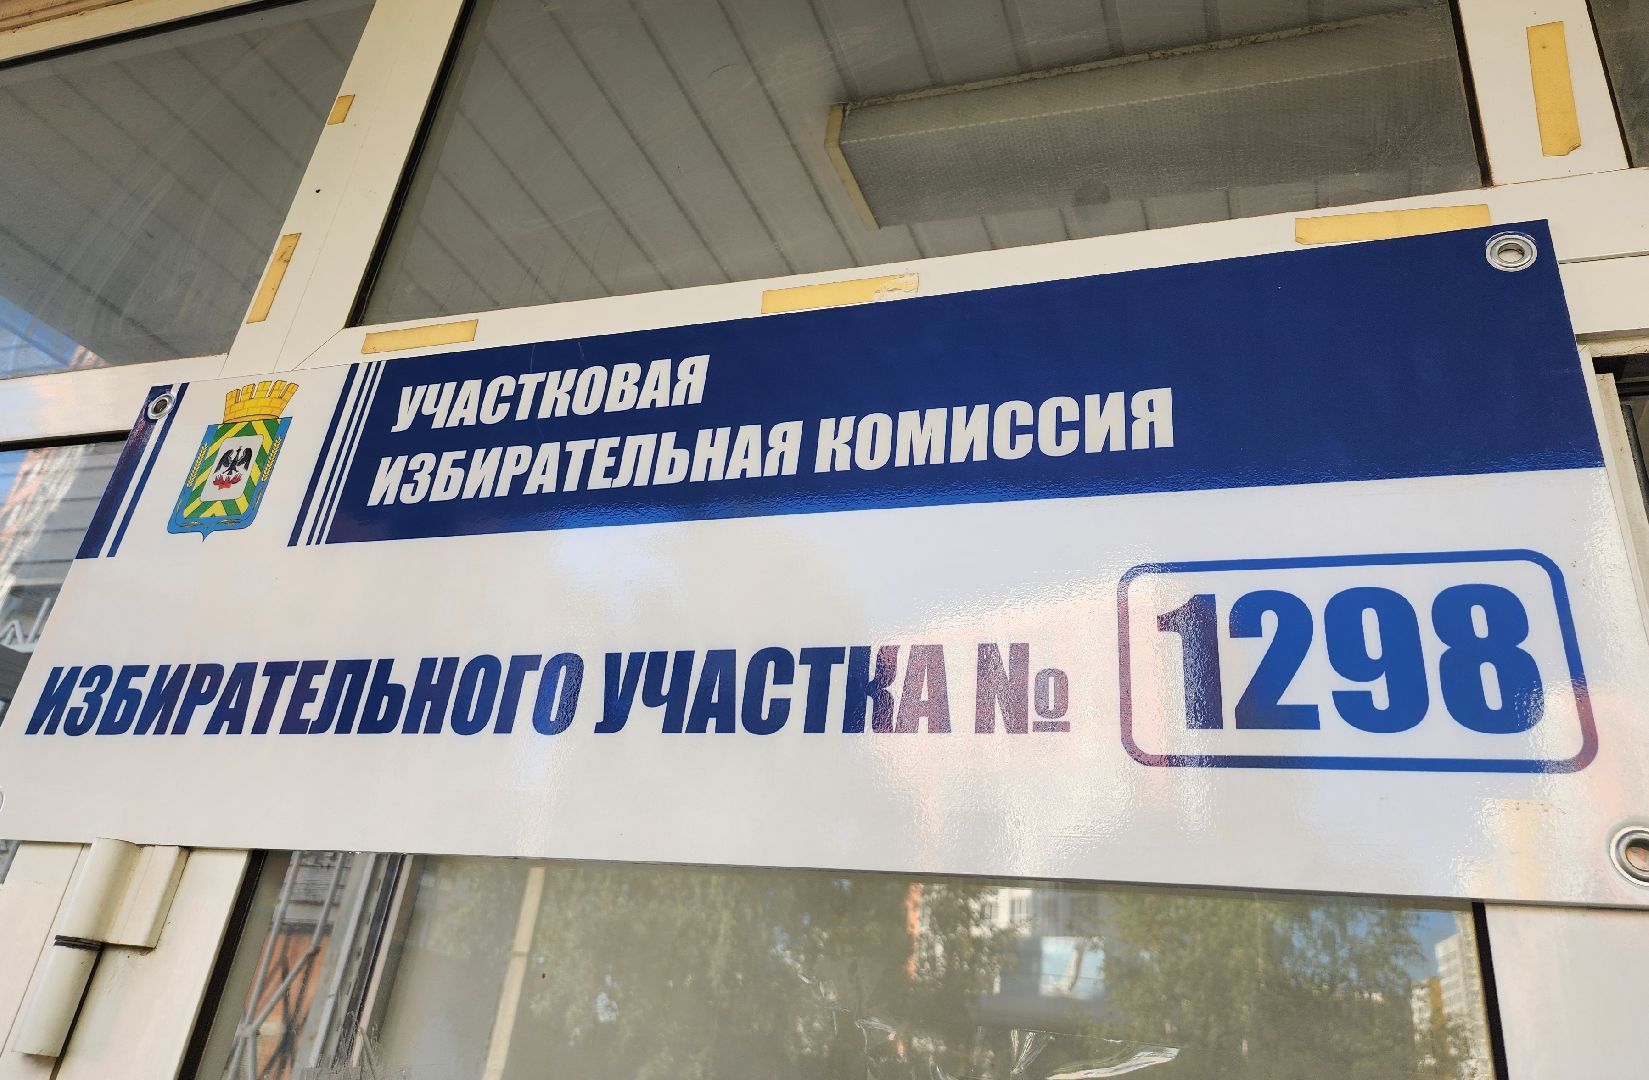 УЧАСТКОВАЯ
ИЗБИРАТЕЛЬНАЯ КОМИССИЯ
ИЗБИРАТЕЛЬНОГО УЧАСТКА № 1298